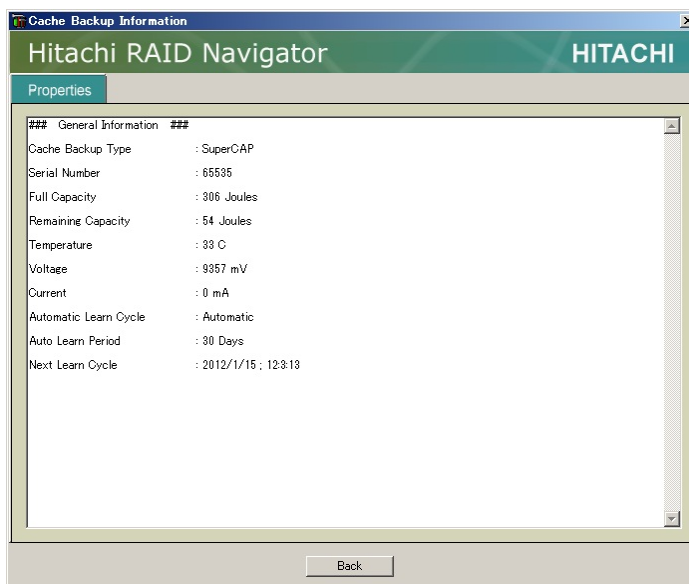 Cache Backup Information
Hitachi RAID Navigator HITACHI
Properties
### General Information ###
Cache Backup Type : SuperCAP
Serial Number : 65535
Full Capacity : 306 Joules
Remaining Capacity : 54 Joules
Temperature : 33 C
Voltage : 9357 mV
Current : 0 mA
Automatic Learn Cycle : Automatic
Auto Learn Period : 30 Days
Next Learn Cycle : 2012/1/15 ; 12:3:13
Back